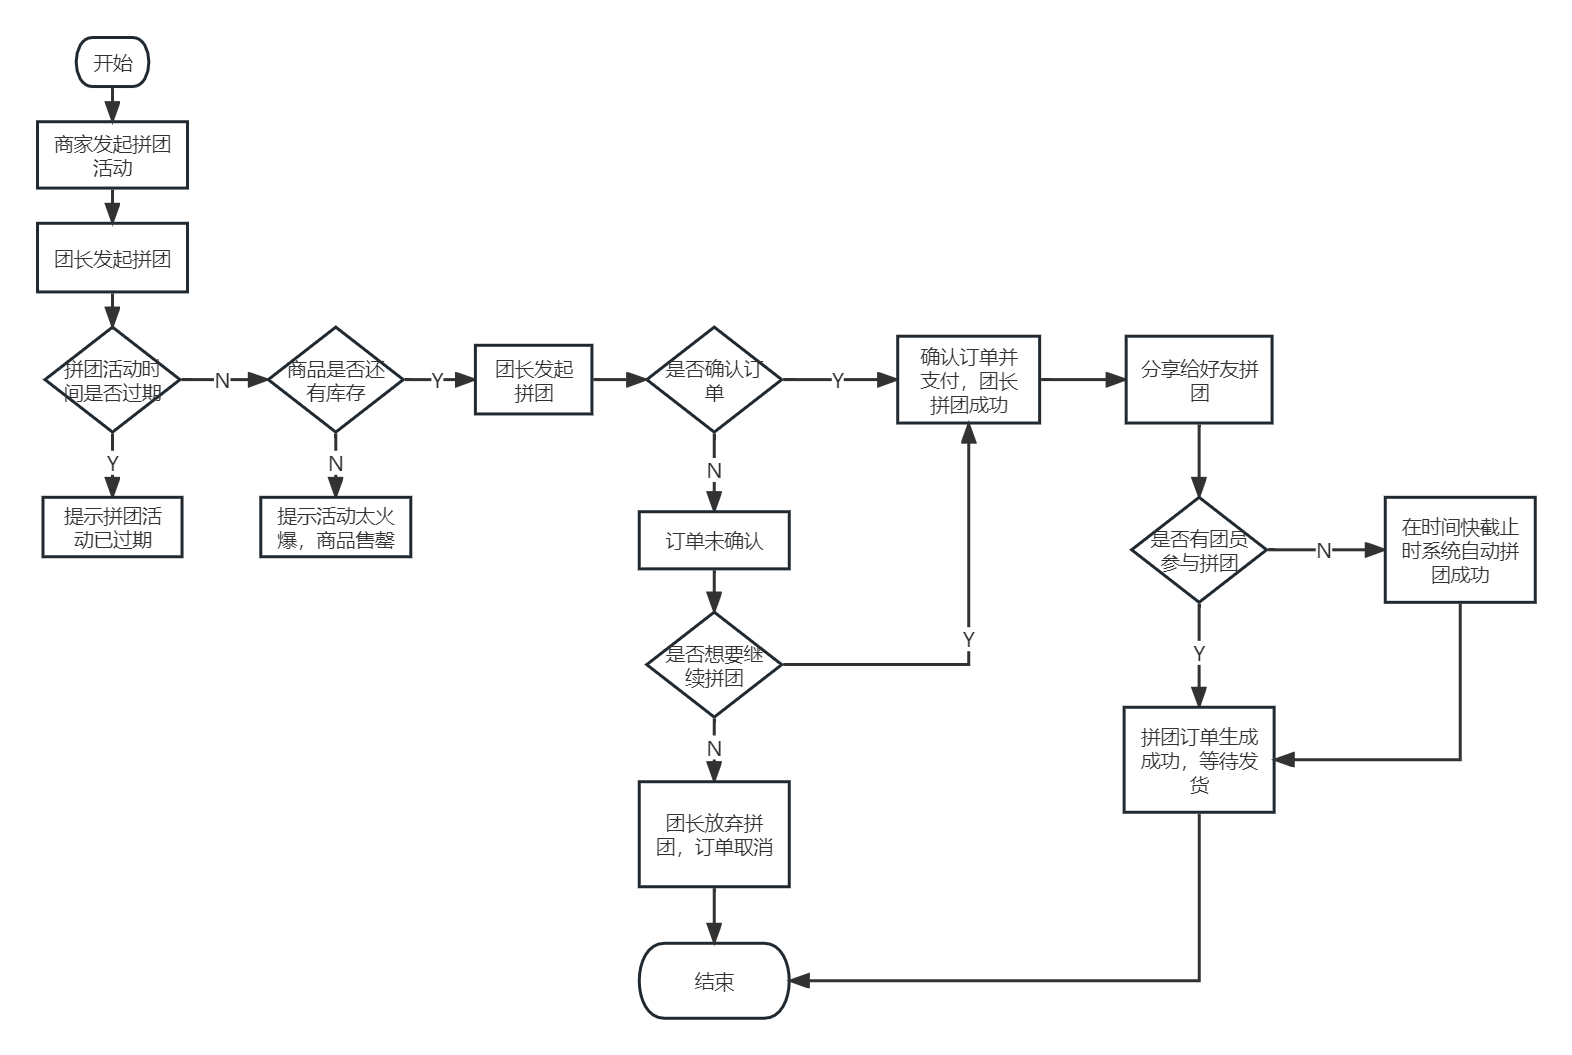 开始
商家发起拼团
活动
团长发起拼团
拼团活动时
间是否过期
N
商品是否还
有库存
Y
团长发起
拼团
是否确认订
单
Y
确认订单并
支付，团长
拼团成功
分享给好友拼
团
Y
提示拼团活
动已过期
N
提示活动太火
爆，商品售罄
N
订单未确认
是否想要继
续拼团
Y
N
团长放弃拼
团，订单取消
是否有团员
参与拼团
N
在时间快截止
时系统自动拼
团成功
Y
拼团订单生成
成功，等待发
货
结束